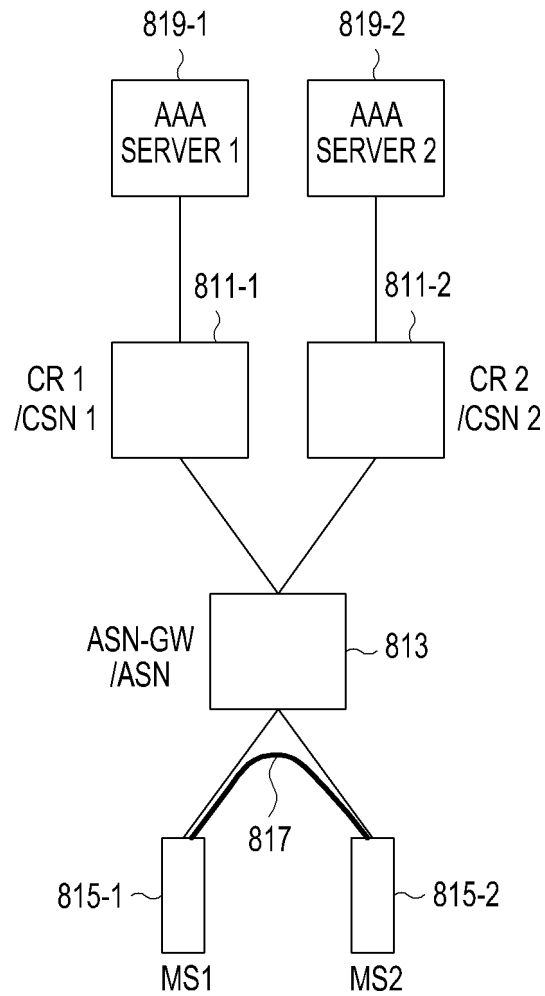 819-1
819-2
AAA
SERVER 1
AAA
SERVER 2
811-1
811-2
CR 1
/CSN 1
CR 2
/CSN 2
ASN-GW
/ASN
813
817
815-1
815-2
MS1
MS2